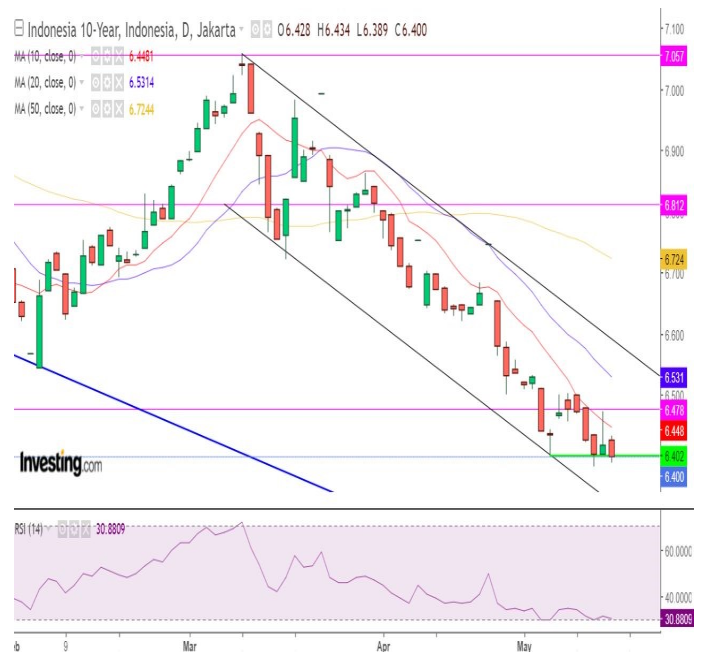 Indonesia 10-Year, Indonesia, D, Jakarta O6.428 H6.434 L6.389 C6.400
MA (10, close, 0) 6.4481
MA (20, close, 0) 6.5314
MA (50, close, 0) 6.7244
7.100
7.057
7.000
6.900
6.812
6.724
6.700
6.600
6.531
6.500
6.478
6.448
6.402
6.400
Investing.com
RSI (14) 30.8809
60.0000
40.0000
30.8809
9 Mar Apr May